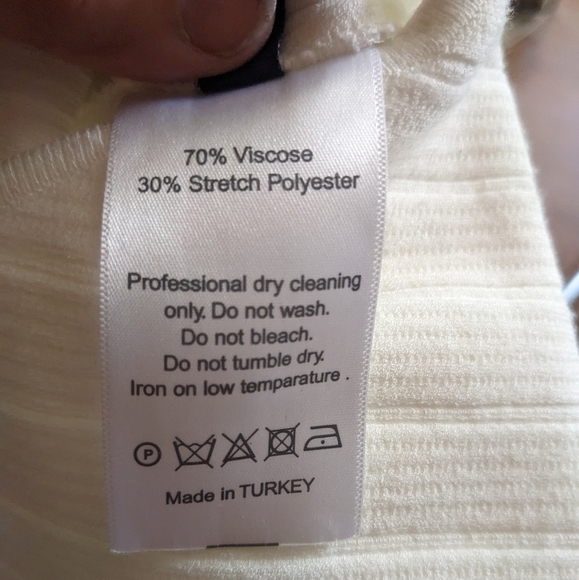 70% Viscose
30% Stretch Polyester
Professional dry cleaning
only. Do not wash.
Do not bleach.
Do not tumble dry.
Iron on low temparature .
P
Made in TURKEY